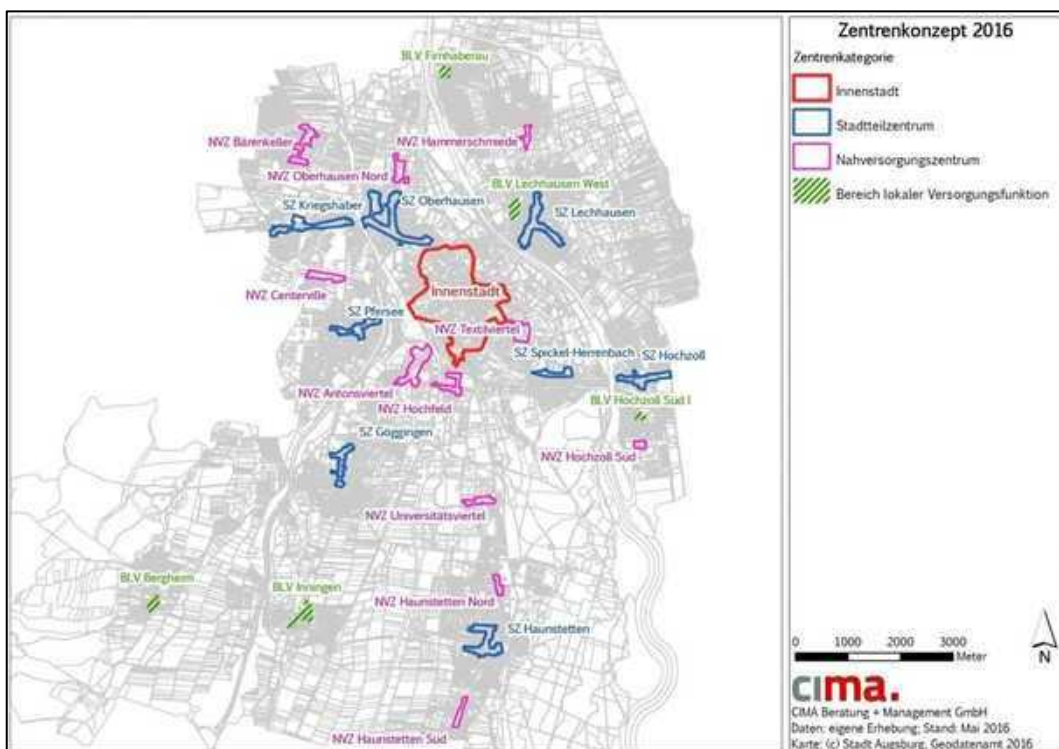 Zentrenkonzept 2016
Zentrenkategorie
Innenstadt
Stadtteilzentrum
Nahversorgungszentrum
Bereich lokaler Versorgungsfunktion
BLV Firnhaberau
NVZ Bärenkeller
NVZ Hammerschmiede
NVZ Oberhausen Nord
BLV Lechhausen West
SZ Kriegshaber
SZ Oberhausen
SZ Lechhausen
Innenstadt
NVZ Centerville
SZ Pfersee
NVZ Textilviertel
SZ Spickel-Herrenbach
SZ Hochzoll
NVZ Antonsviertel
NVZ Hochfeld
BLV Hochzoll Süd I
SZ Göggingen
NVZ Hochzoll Süd
NVZ Universitätsviertel
BLV Bergheim
BLV Inningen
NVZ Haunstetten Nord
SZ Haunstetten
NVZ Haunstetten Süd
0 1000 2000 3000
Meter
N
cima.
CIMA Beratung + Management GmbH
Daten: eigene Erhebung; Stand: Mai 2016
Karte: (c) Stadt Augsburg, Geodatenamt 2016